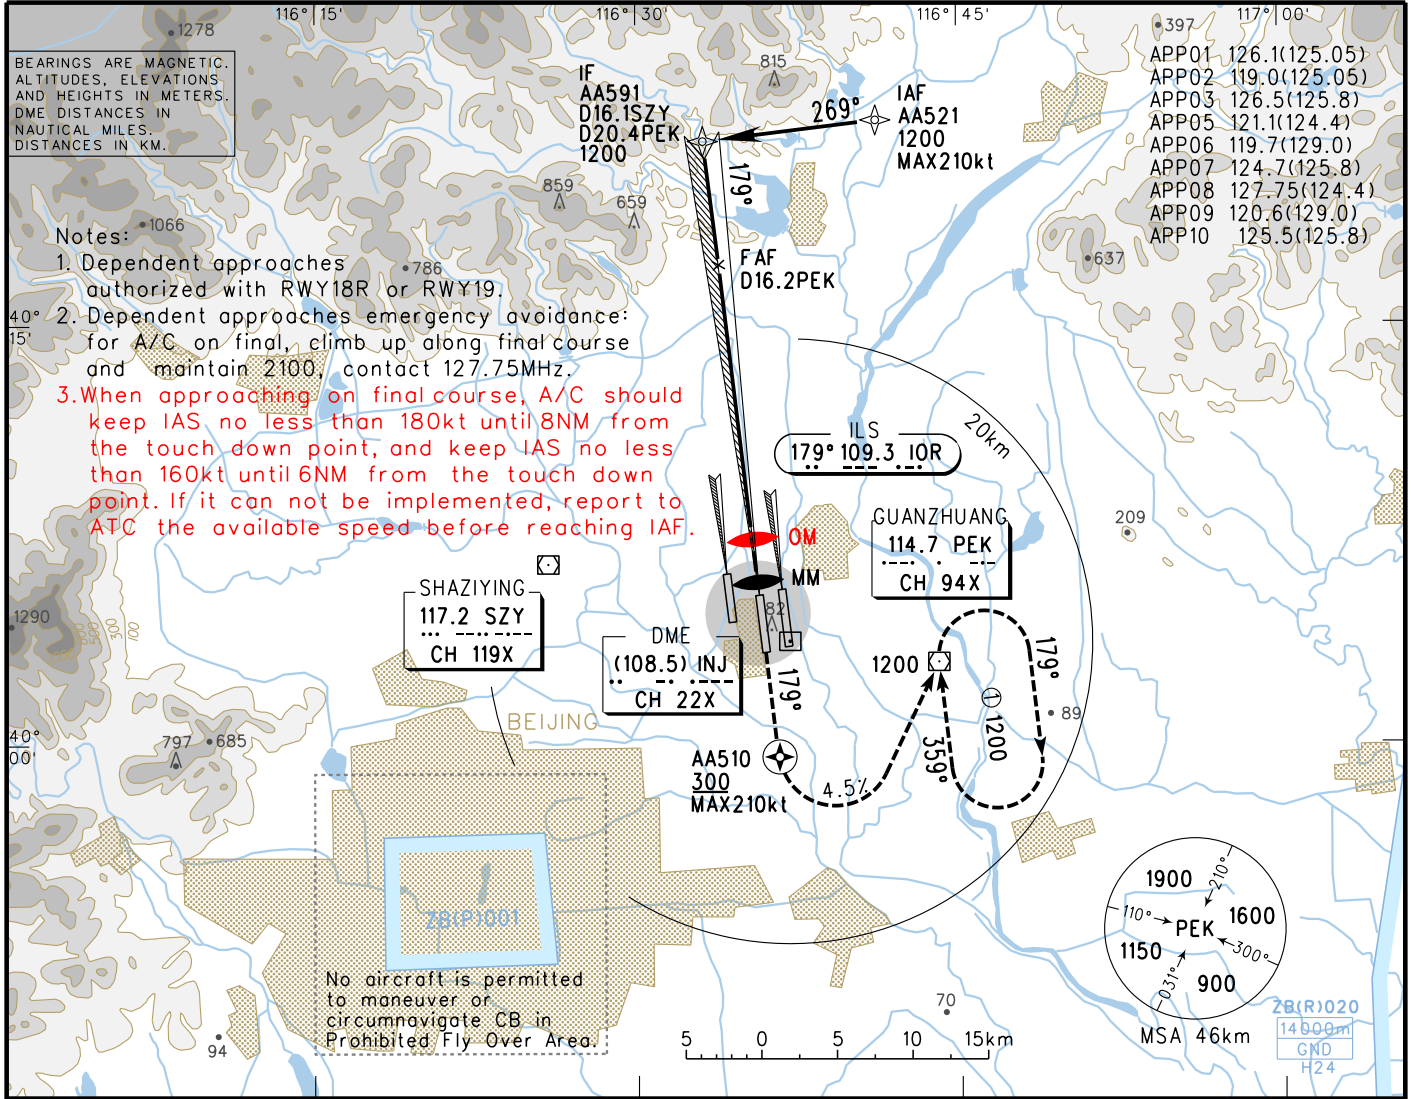 116° 15'
116° 30'
116° 45'
117° 00'
1278
397
BEARINGS ARE MAGNETIC.
ALTITUDES, ELEVATIONS
AND HEIGHTS IN METERS.
DME DISTANCES IN
NAUTICAL MILES.
DISTANCES IN KM.
IF
AA591
D16.1SZY
D20.4PEK
1200
815
269°
IAF
AA521
1200
MAX210kt
APP01 126.1(125.05)
APP02 119.0(125.05)
APP03 126.5(125.8)
APP05 121.1(124.4)
APP06 119.7(129.0)
APP07 124.7(125.8)
APP08 127.75(124.4)
APP09 120.6(129.0)
APP10 125.5(125.8)
179°
859
659
1066
786
637
FAF
D16.2PEK
Notes:
1. Dependent approaches
authorized with RWY18R or RWY19.
2. Dependent approaches emergency avoidance:
for A/C on final, climb up along final course
and maintain 2100, contact 127.75MHz.
3.When approaching on final course, A/C should
keep IAS no less than 180kt until 8NM from
the touch down point, and keep IAS no less
than 160kt until 6NM from the touch down
point. If it can not be implemented, report to
ATC the available speed before reaching IAF.
40°
15'
20km
ILS
179° 109.3 IOR
OM
MM
GUANZHUANG
114.7 PEK
CH 94X
209
SHAZIYING
117.2 SZY
CH 119X
DME
(108.5) INJ
CH 22X
82
1290
500
300
100
179°
1200
179°
① 1200
359°
89
BEIJING
797
685
40°
00'
AA510
300
MAX210kt
4.5%
ZB(P)001
No aircraft is permitted
to maneuver or
circumnavigate CB in
Prohibited Fly Over Area.
94
70
5 0 5 10 15km
1900
210°
110°
PEK
1600
1150
300°
031°
900
MSA 46km
ZB(R)020
14000m
GND
H24